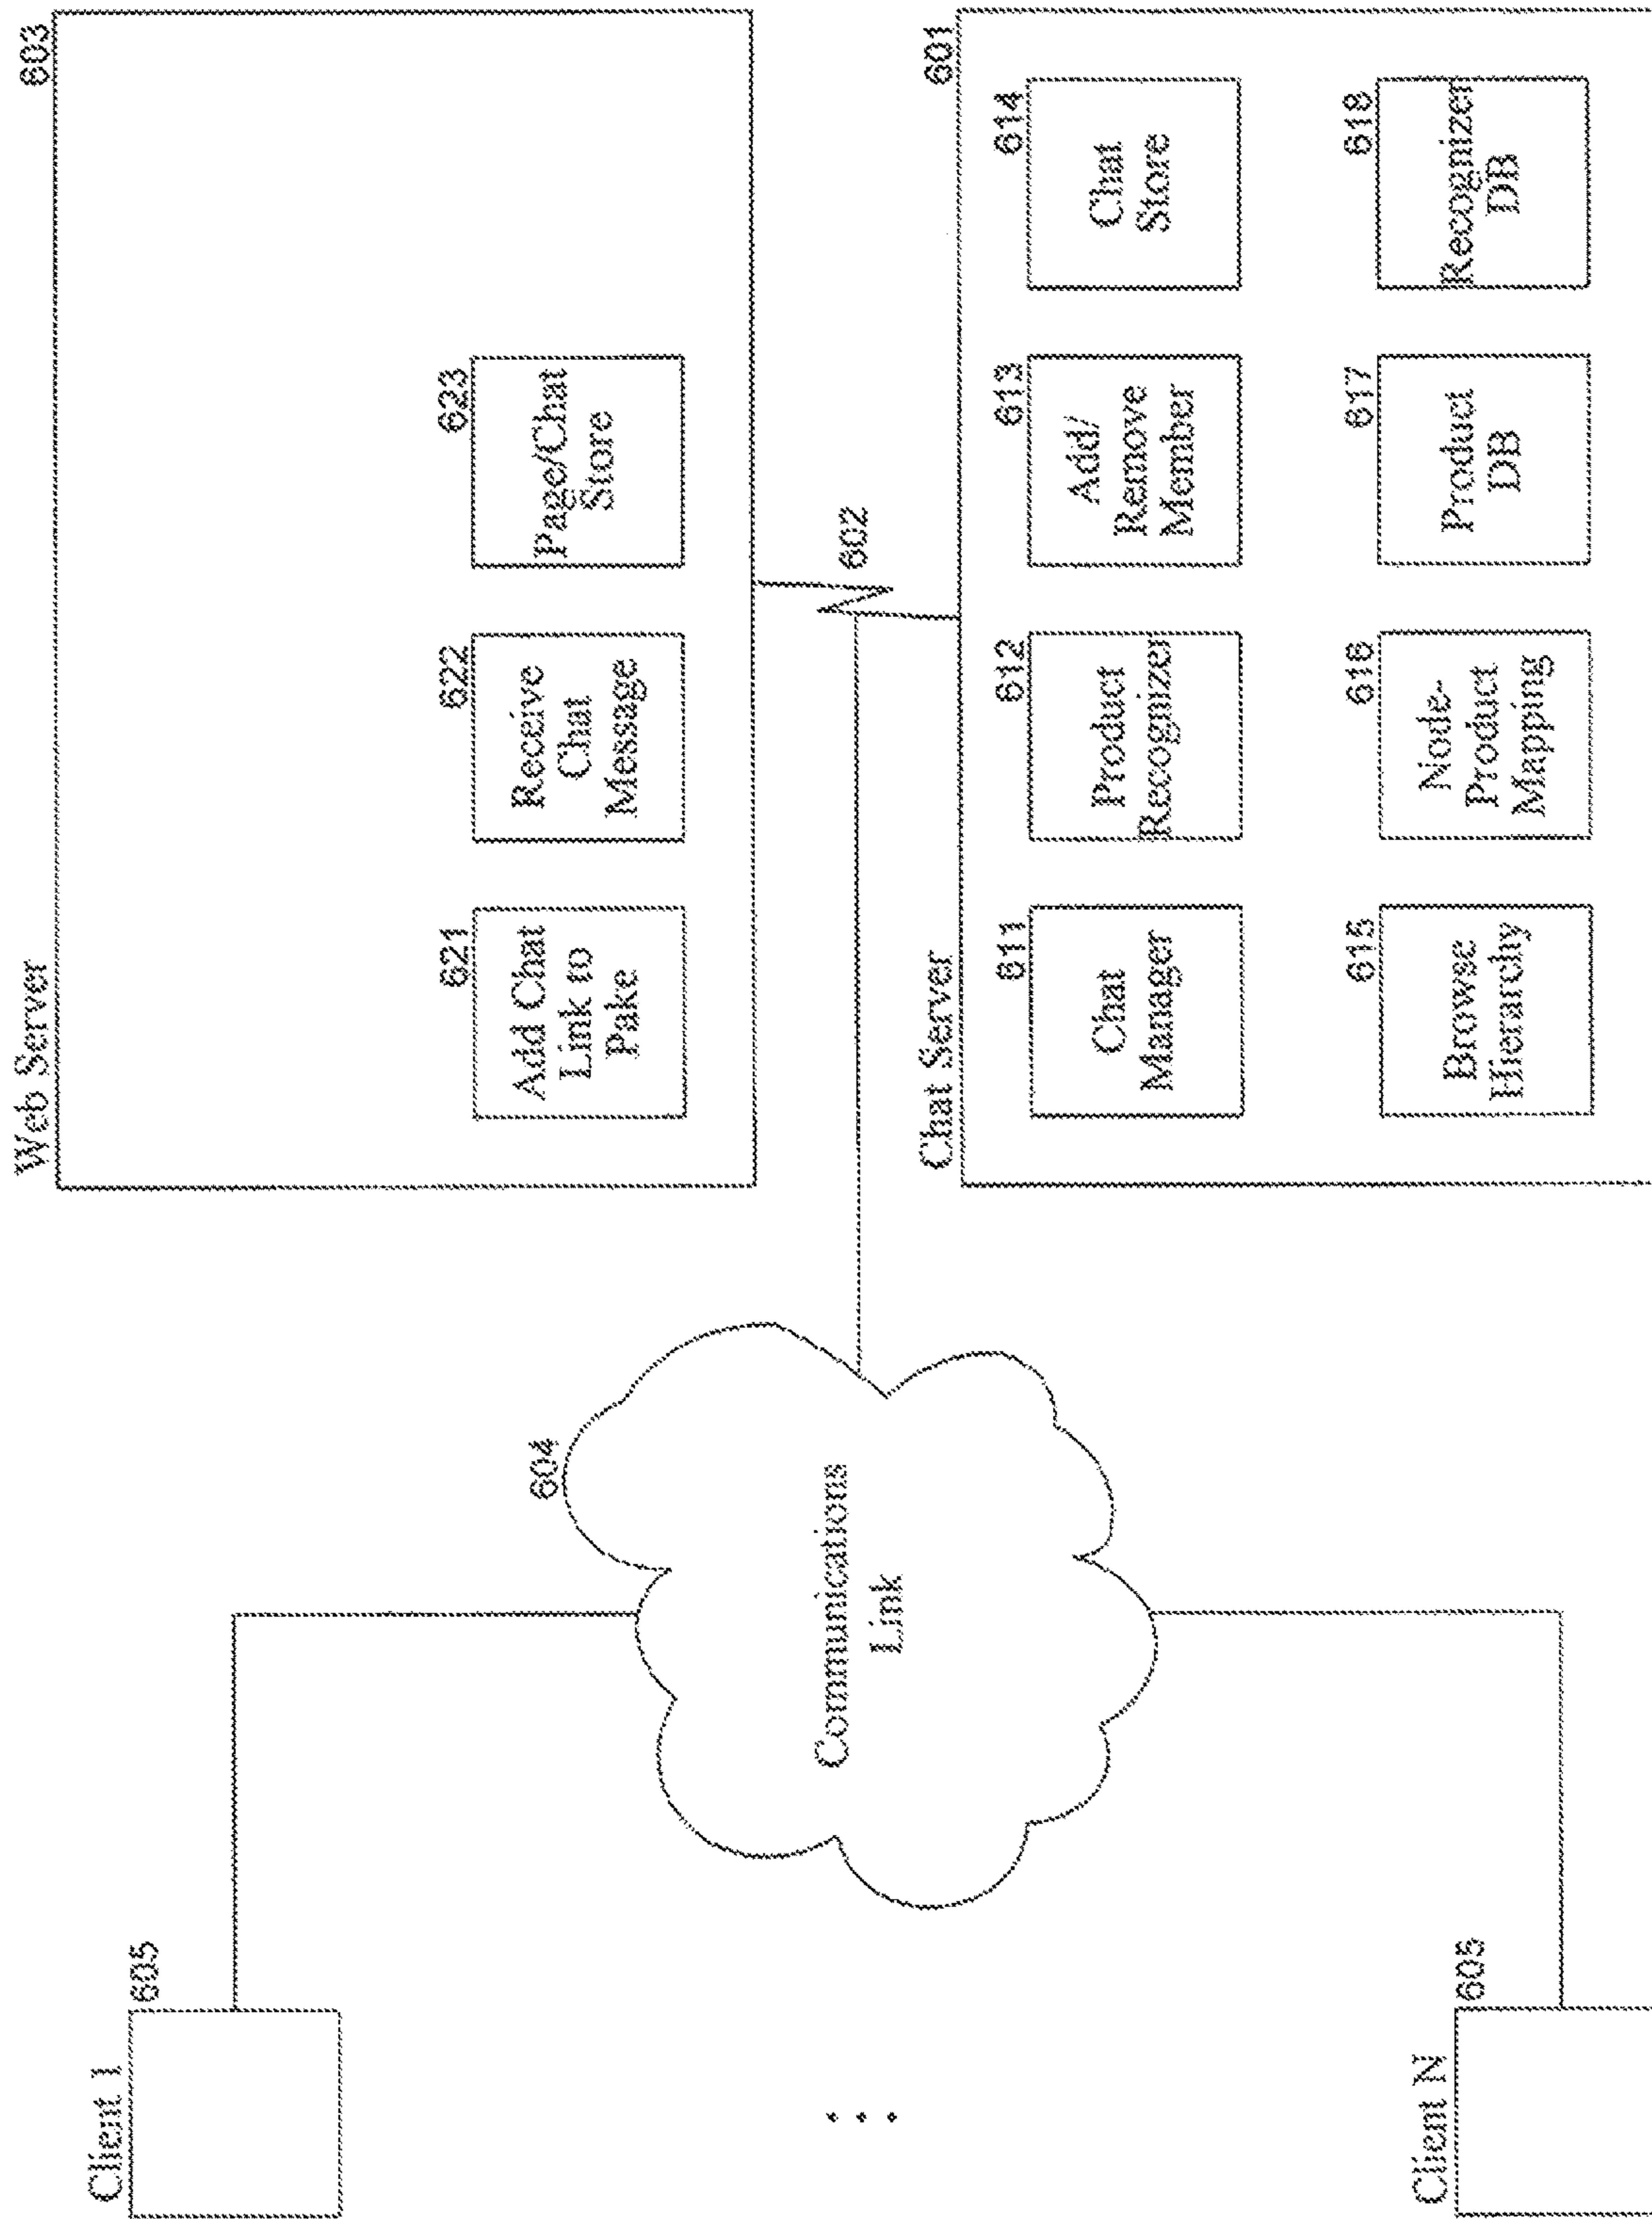 Client 1
605
Client N
605
604
Communications
Link
602
Web Server
603
621
Add Chat
Link to
Pake
622
Receive
Chat
Message
623
Page/Chat
Store
Chat Server
601
611
Chat
Manager
612
Product
Recognizer
613
Add/
Remove
Member
614
Chat
Store
615
Browse
Hierarchy
616
Node-
Product
Mapping
617
Product
DB
618
Recognizer
DB